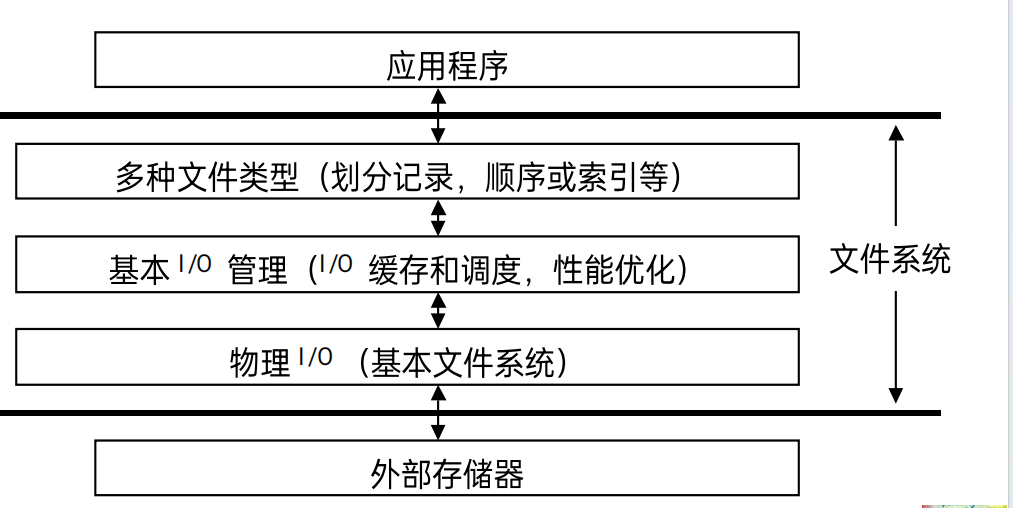 应用程序
多种文件类型（划分记录，顺序或索引等）
基本 I/O 管理（I/O 缓存和调度，性能优化）
文件系统
物理 I/O （基本文件系统）
外部存储器